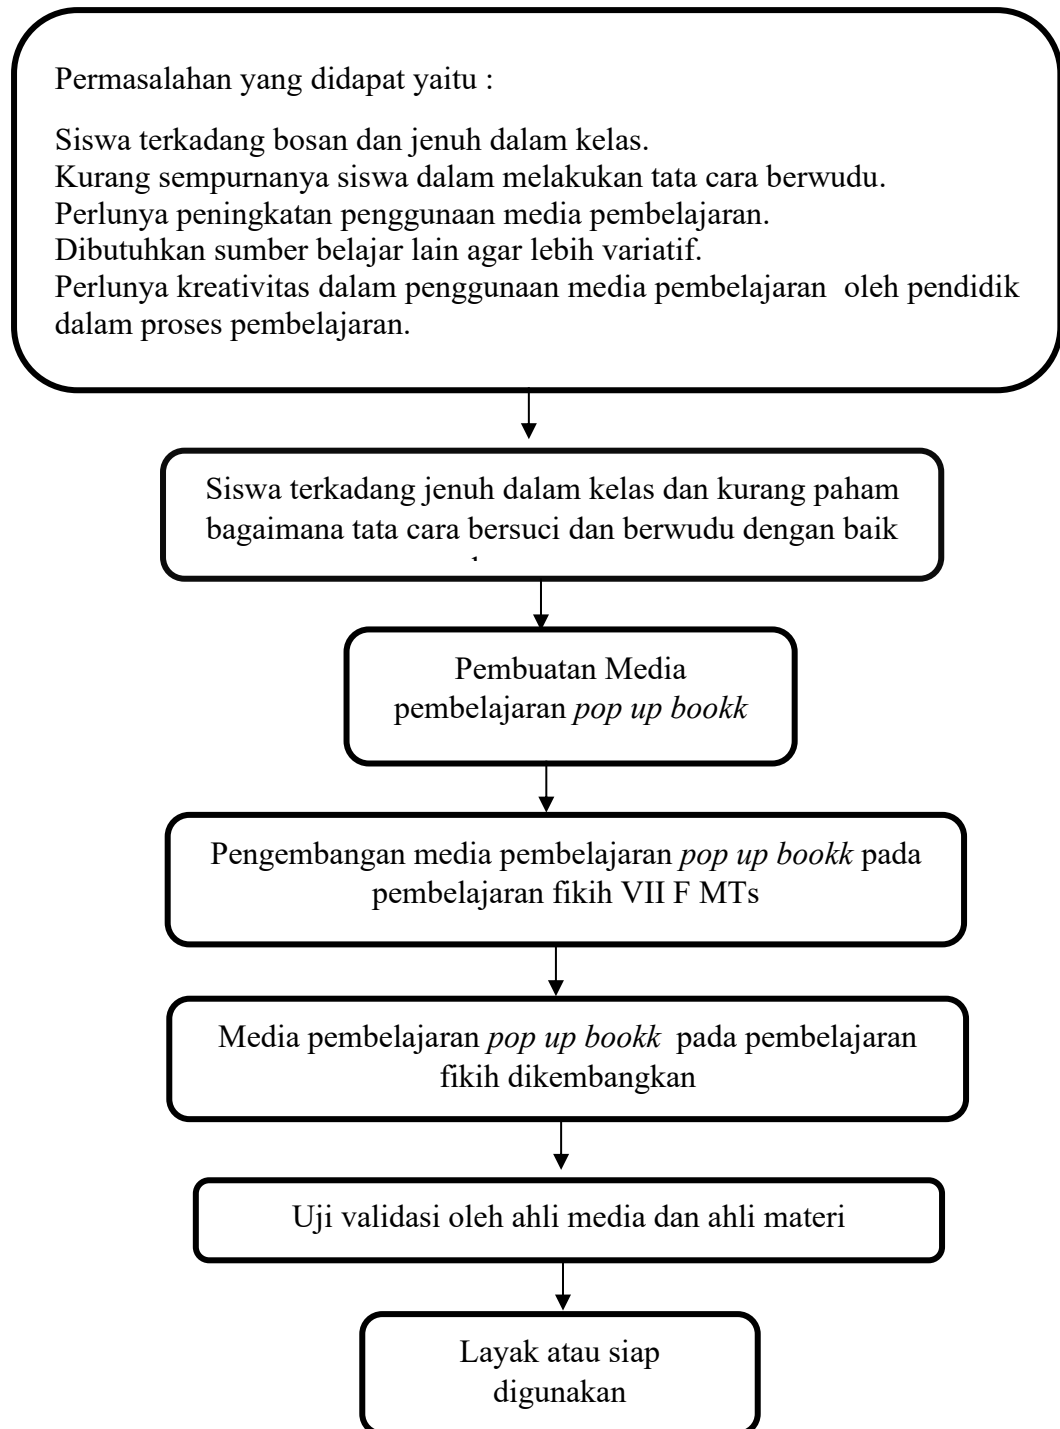 Permasalahan yang didapat yaitu :
Siswa terkadang bosan dan jenuh dalam kelas.
Kurang sempurnanya siswa dalam melakukan tata cara berwudu.
Perlunya peningkatan penggunaan media pembelajaran.
Dibutuhkan sumber belajar lain agar lebih variatif.
Perlunya kreativitas dalam penggunaan media pembelajaran  oleh pendidik
dalam proses pembelajaran.
Siswa terkadang jenuh dalam kelas dan kurang paham
bagaimana tata cara bersuci dan berwudu dengan baik
Pembuatan Media
pembelajaran pop up bookk
Pengembangan media pembelajaran pop up bookk pada
pembelajaran fikih VII F MTs
Media pembelajaran pop up bookk  pada pembelajaran
fikih dikembangkan
Uji validasi oleh ahli media dan ahli materi
Layak atau siap
digunakan